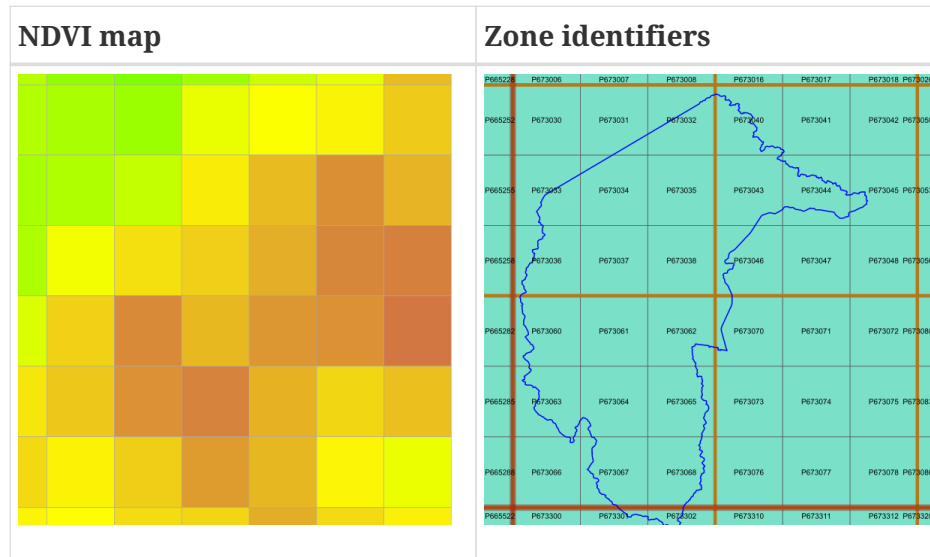 NDVI map Zone identifiers
P665228 P673006 P673007 P673008 P673016 P673017 P673018
P665252 P673030 P673031 P673032 P673040 P673041 P673042
P665255 P673033 P673034 P673035 P673043 P673044 P673045
P665258 P673036 P673037 P673038 P673046 P673047 P673048
P665282 P673060 P673061 P673062 P673070 P673071 P673072
P665285 P673063 P673064 P673065 P673073 P673074 P673075
P665288 P673066 P673067 P673068 P673076 P673077 P673078
P665522 P673300 P673301 P673302 P673310 P673311 P673312